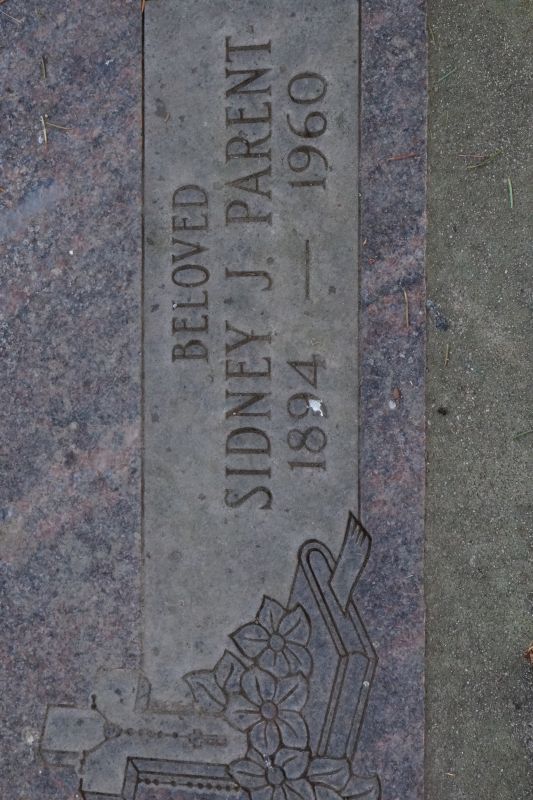 BELOVED
SIDNEY J. PARENT
1894 — 1960